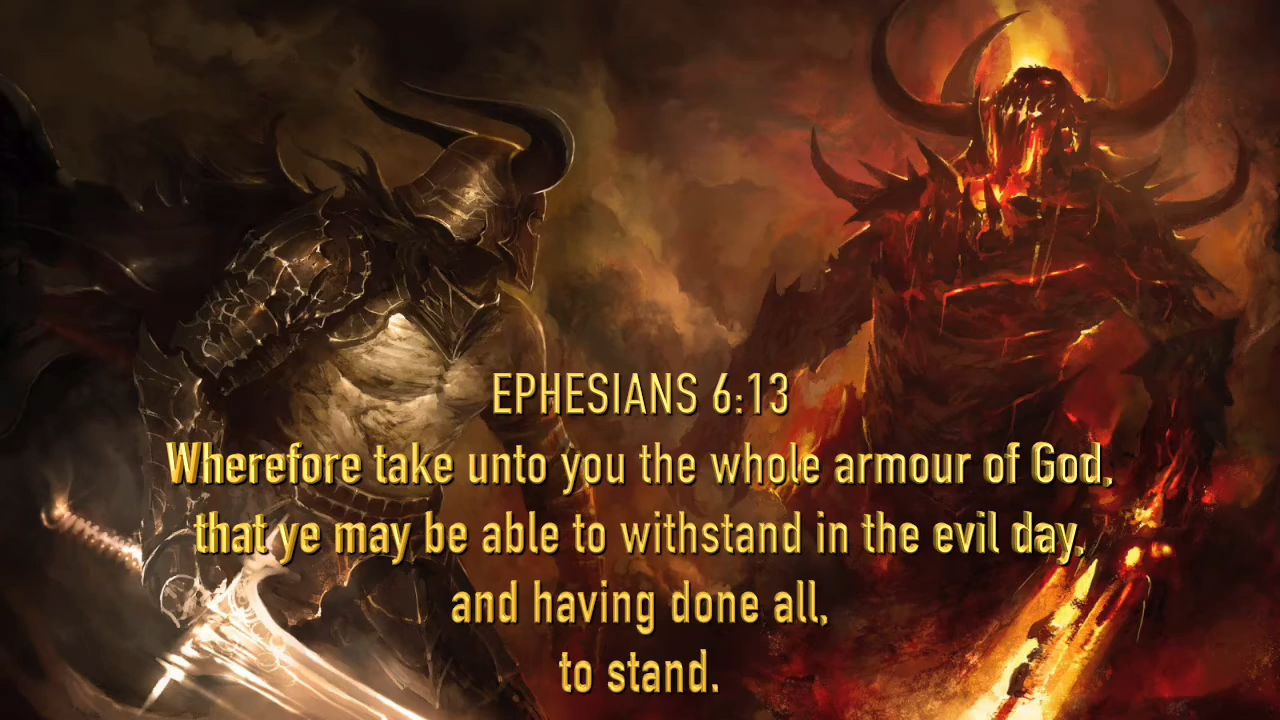 EPHESIANS 6:13
Wherefore take unto you the whole armour of God,
that ye may be able to withstand in the evil day,
and having done all,
to stand.